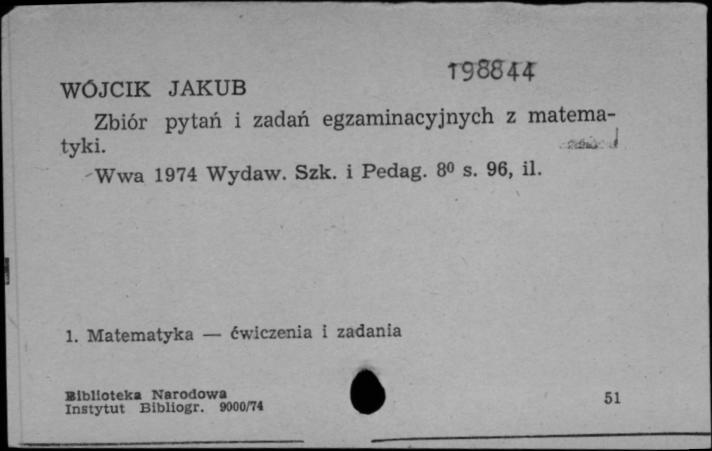 198844
WÓJCIK JAKUB
Zbiór pytań i zadań egzaminacyjnych z matema-
tyki.
Wwa 1974 Wydaw. Szk. i Pedag. 8⁰ s. 96, il.
1. Matematyka — ćwiczenia i zadania
Biblioteka Narodowa
Instytut Bibliogr. 9000/74
51